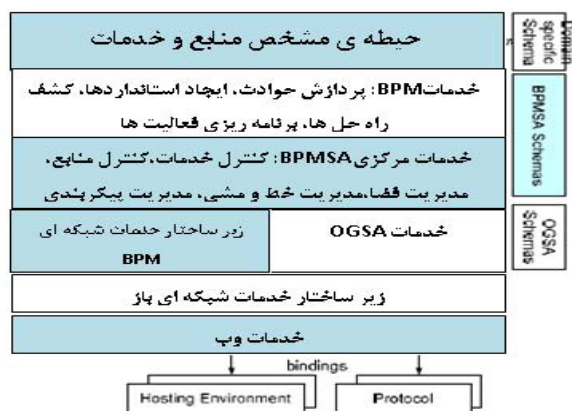 حیطه ی مشخص منابع و خدمات
Domain
specific
Schema
خدماتBPM: پردازش حوادث، ایجاد استانداردها، کشف
راه حل ها، برنامه ریزی فعالیت ها
BPMSA Schemas
خدمات مرکزیBPMSA: کنترل خدمات،کنترل منابع،
مدیریت قضا،مدیریت خط و مشی، مدیریت پیکربندی
خدمات OGSA
زیر ساختار خدمات شبکه ای
BPM
OGSA
Schemas
زیر ساختار خدمات شبکه ای باز
خدمات وب
bindings
Hosting Environment
Protocol